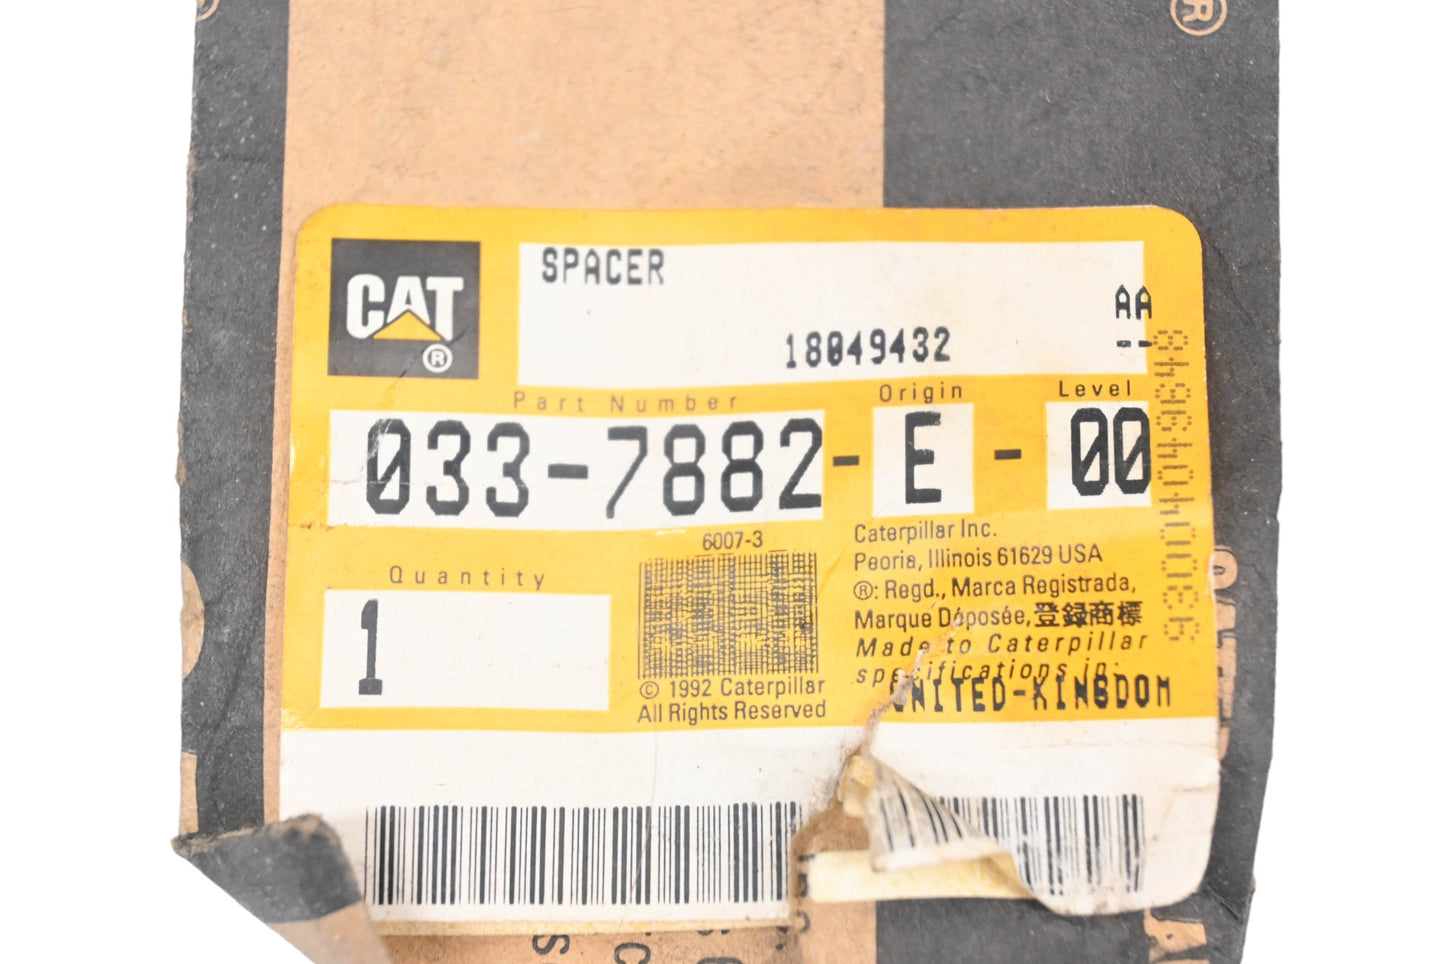 ®
SPACER
CAT
®
AA
18049432
--
Part Number
Origin
Level
033-7882-E-00
6007-3
Quantity
1
© 1992 Caterpillar
All Rights Reserved
Caterpillar Inc.
Peoria, Illinois 61629 USA
®: Regd., Marca Registrada,
Marque Déposée, 登録商標
Made to Caterpillar
specifications in:
UNITED-KINGDOM